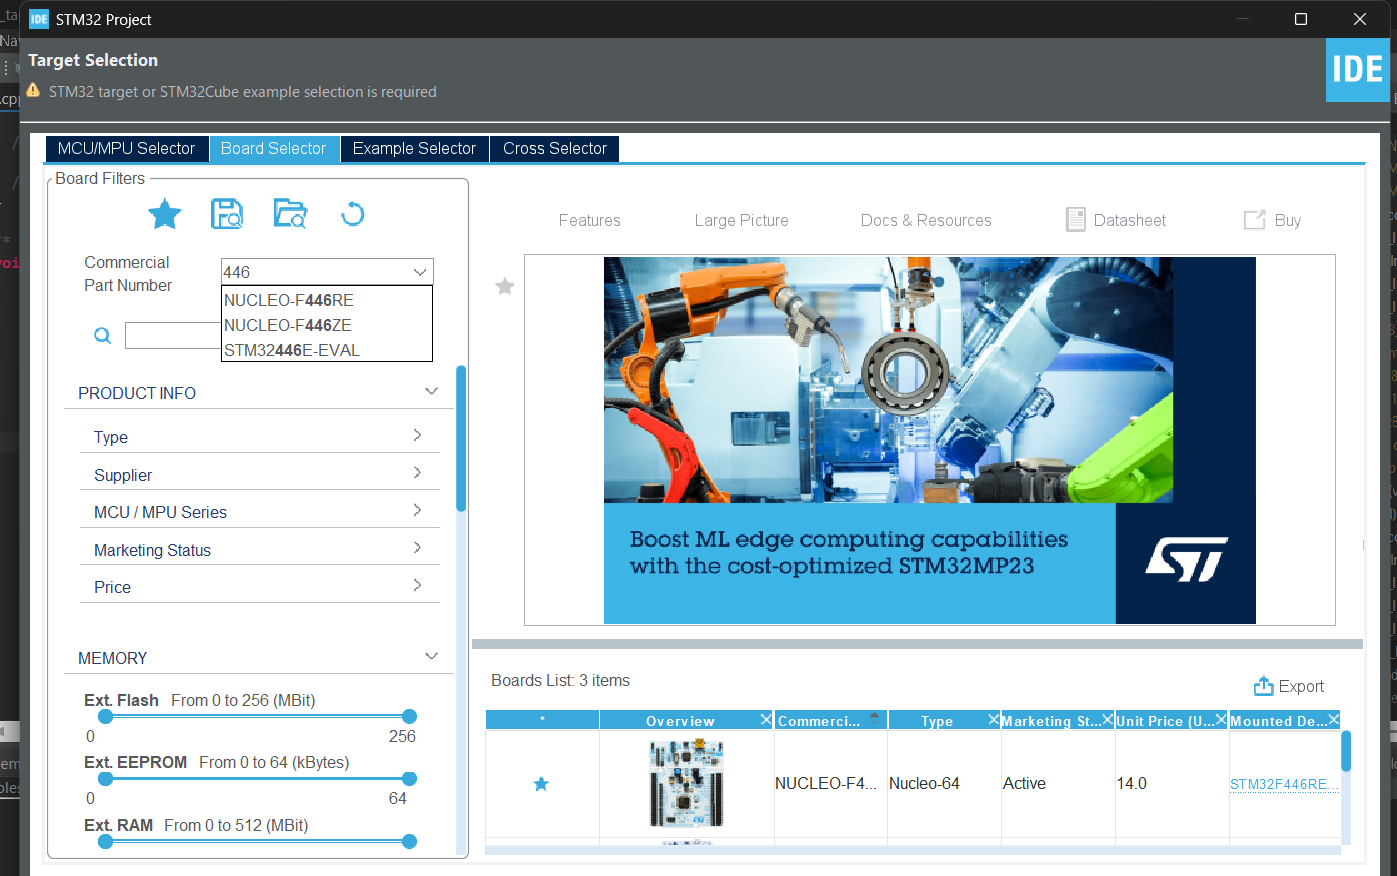 IDE STM32 Project
Target Selection
STM32 target or STM32Cube example selection is required
IDE
MCU/MPU Selector Board Selector Example Selector Cross Selector
Board Filters
Features Large Picture Docs & Resources Datasheet Buy
Commercial
Part Number
446
NUCLEO-F446RE
NUCLEO-F446ZE
STM32446E-EVAL
PRODUCT INFO
Type
Supplier
MCU / MPU Series
Marketing Status
Price
MEMORY
Ext. Flash From 0 to 256 (MBit)
0 256
Ext. EEPROM From 0 to 64 (kBytes)
0 64
Ext. RAM From 0 to 512 (MBit)
Boost ML edge computing capabilities
with the cost-optimized STM32MP23
ST
Boards List: 3 items
Export
* Overview Commerci... Type Marketing St... Unit Price (U... Mounted De...
NUCLEO-F4... Nucleo-64 Active 14.0 STM32F446RE...